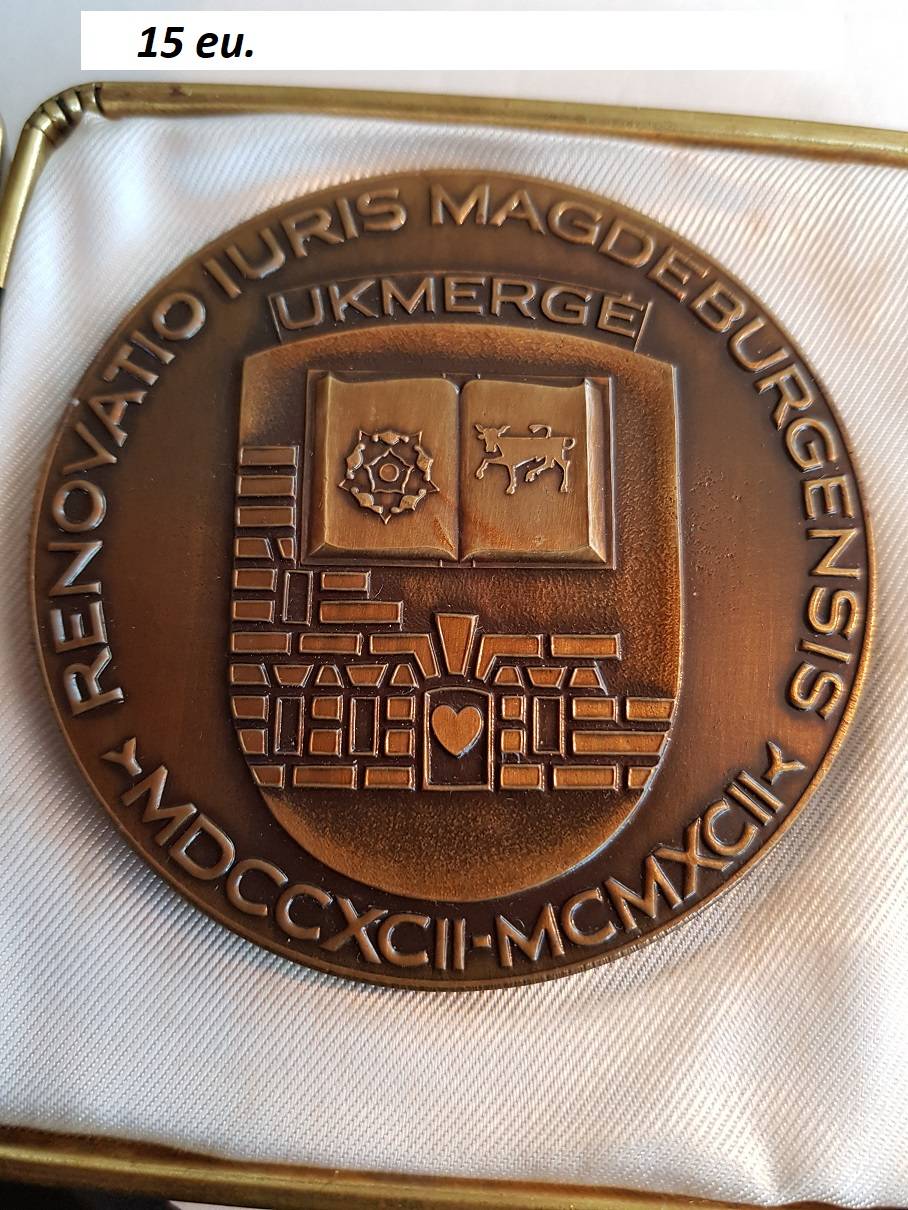 15 eu.
RENOVATIO IURIS MAGDEBURGENSIS
UKMERGĖ
MDCCXCII-MCMXCII